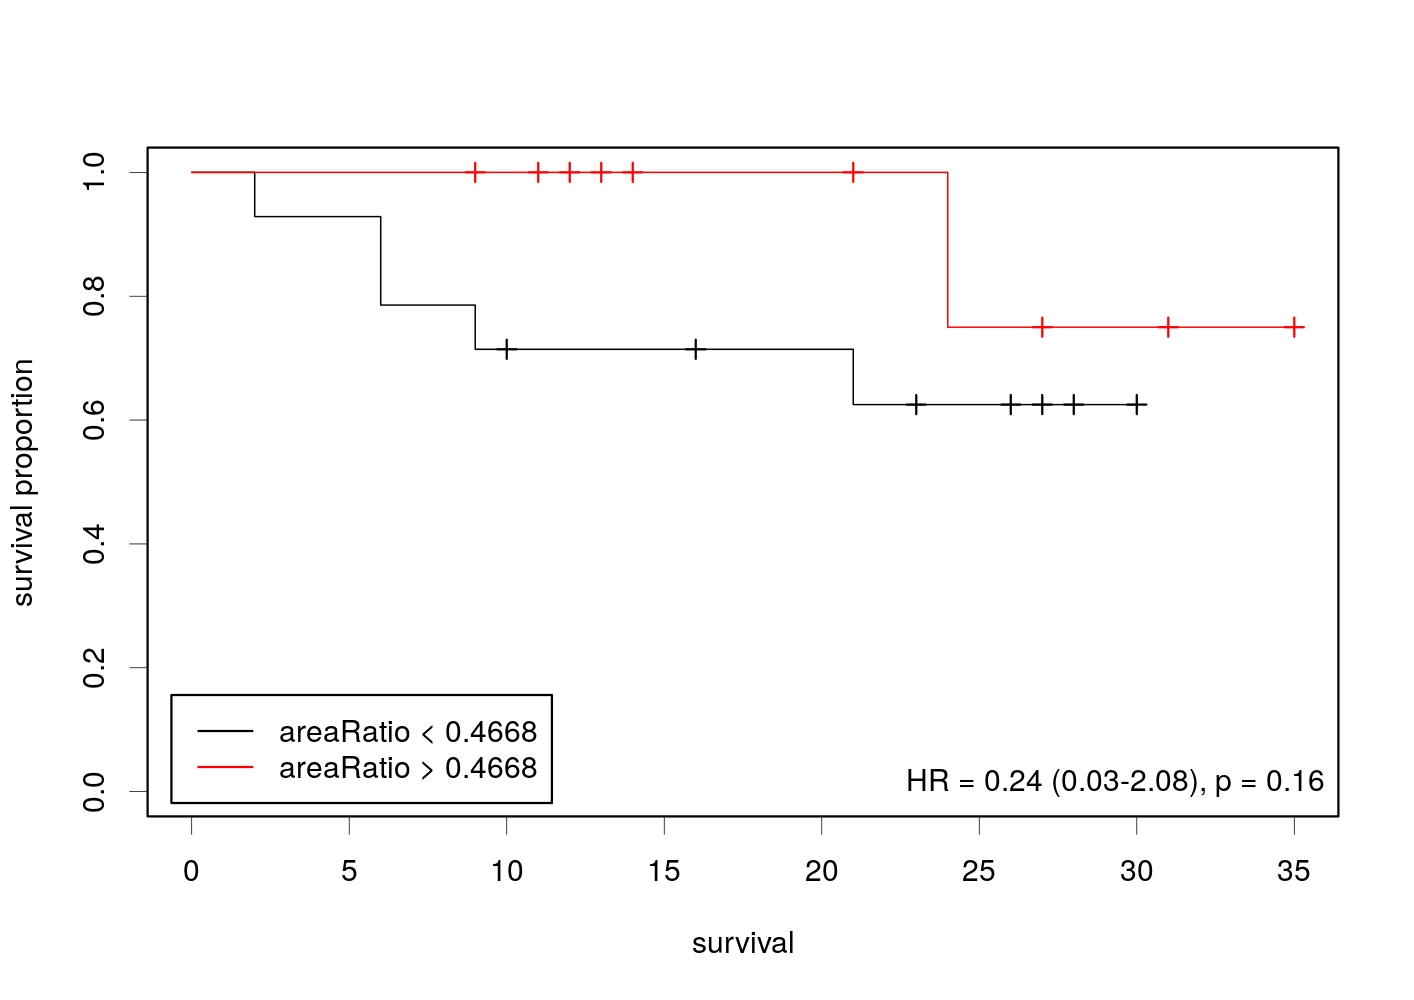 survival proportion
1.0
0.8
0.6
0.4
0.2
0.0
areaRatio < 0.4668
areaRatio > 0.4668
HR = 0.24 (0.03-2.08), p = 0.16
0 5 10 15 20 25 30 35
survival